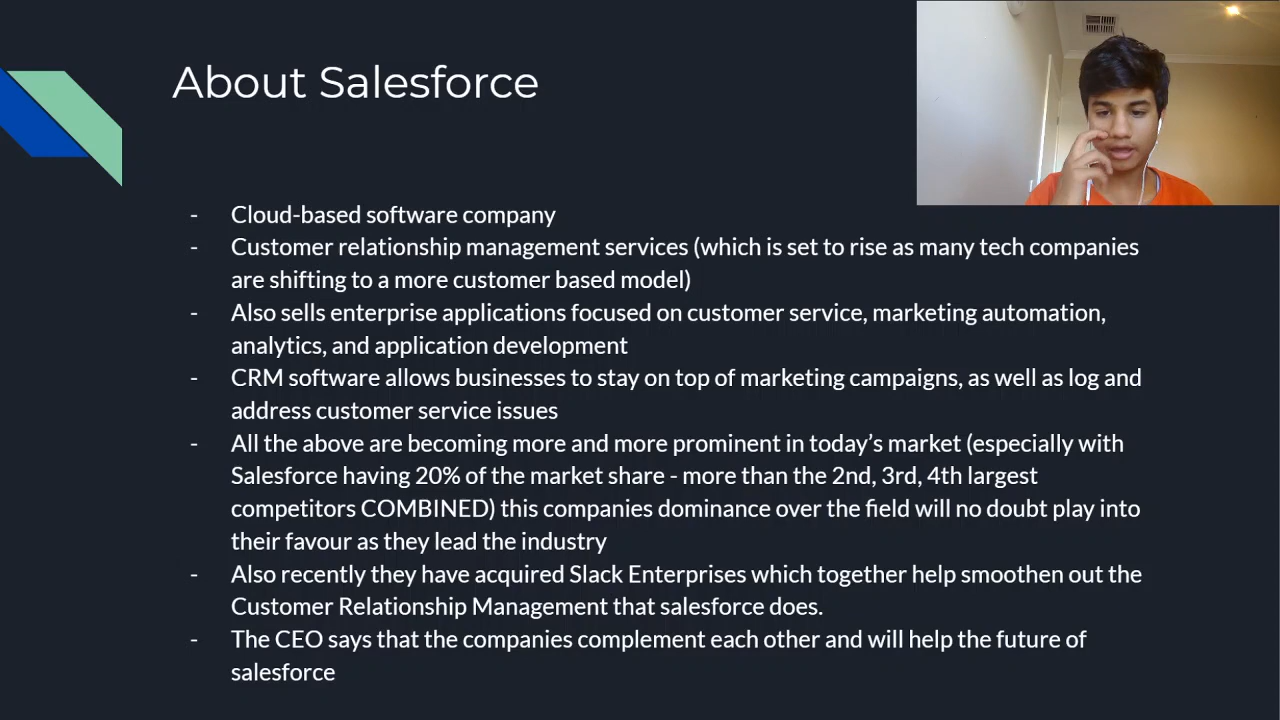 About Salesforce
- Cloud-based software company
- Customer relationship management services (which is set to rise as many tech companies
are shifting to a more customer based model)
- Also sells enterprise applications focused on customer service, marketing automation,
analytics, and application development
- CRM software allows businesses to stay on top of marketing campaigns, as well as log and
address customer service issues
- All the above are becoming more and more prominent in today’s market (especially with
Salesforce having 20% of the market share - more than the 2nd, 3rd, 4th largest
competitors COMBINED) this companies dominance over the field will no doubt play into
their favour as they lead the industry
- Also recently they have acquired Slack Enterprises which together help smoothen out the
Customer Relationship Management that salesforce does.
- The CEO says that the companies complement each other and will help the future of
salesforce